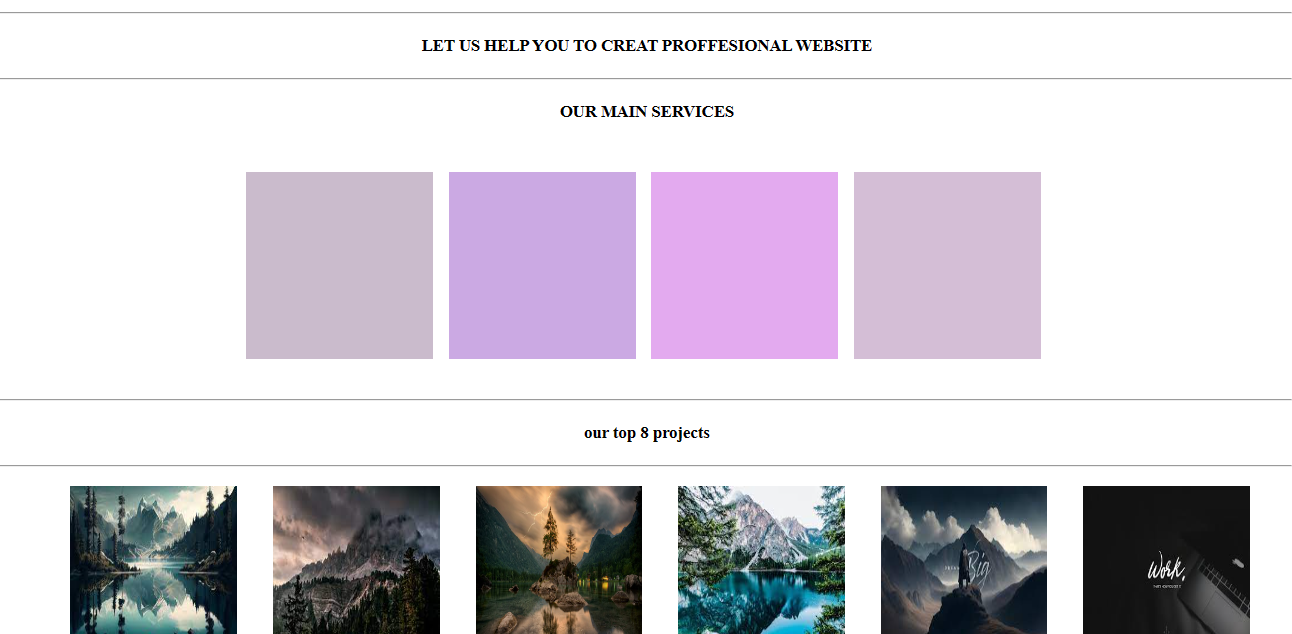 LET US HELP YOU TO CREAT PROFFESIONAL WEBSITE
OUR MAIN SERVICES
our top 8 projects
Big
Work.